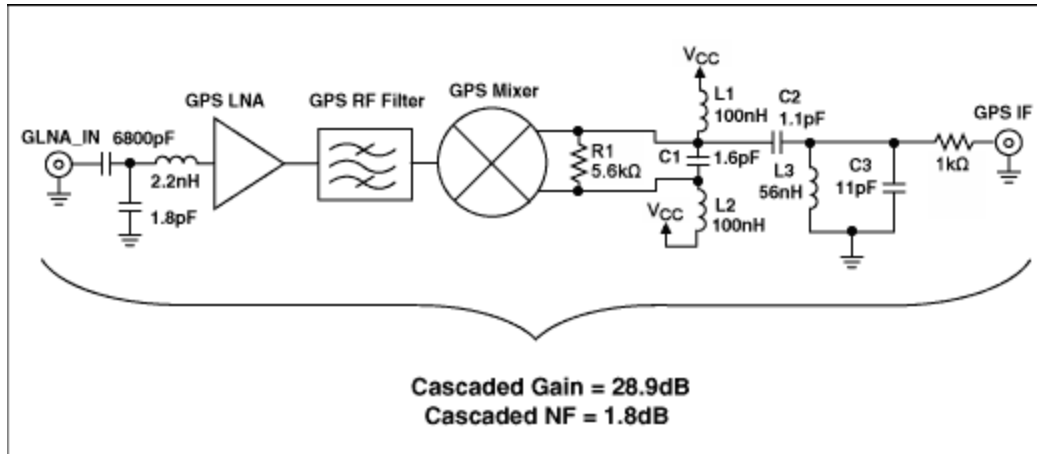 GLNA_IN
6800pF
1.8pF
2.2nH
GPS LNA
GPS RF Filter
GPS Mixer
R1
5.6kΩ
VCC
L1
100nH
C1
1.6pF
VCC
L2
100nH
C2
1.1pF
L3
56nH
C3
11pF
1kΩ
GPS IF
Cascaded Gain = 28.9dB
Cascaded NF = 1.8dB